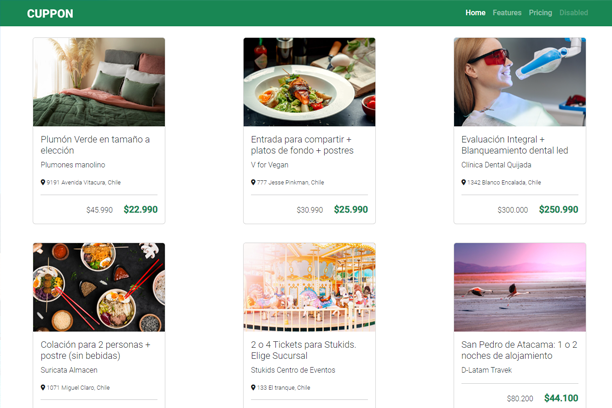 CUPPON
Home Features Pricing Disabled
Plumón Verde en tamaño a
elección
Plumones manolino
9191 Avenida Vitacura, Chile
$45.990 $22.990
Entrada para compartir +
platos de fondo + postres
V for Vegan
777 Jesse Pinkman, Chile
$30.990 $25.990
Evaluación Integral +
Blanqueamiento dental led
Clínica Dental Quijada
1342 Blanco Encalada, Chile
$300.000 $250.990
Colación para 2 personas +
postre (sin bebidas)
Suricata Almacen
1071 Miguel Claro, Chile
2 o 4 Tickets para Stukids.
Elige Sucursal
Stukids Centro de Eventos
133 El tranque, Chile
San Pedro de Atacama: 1 o 2
noches de alojamiento
D-Latam Travek
$80.200 $44.100